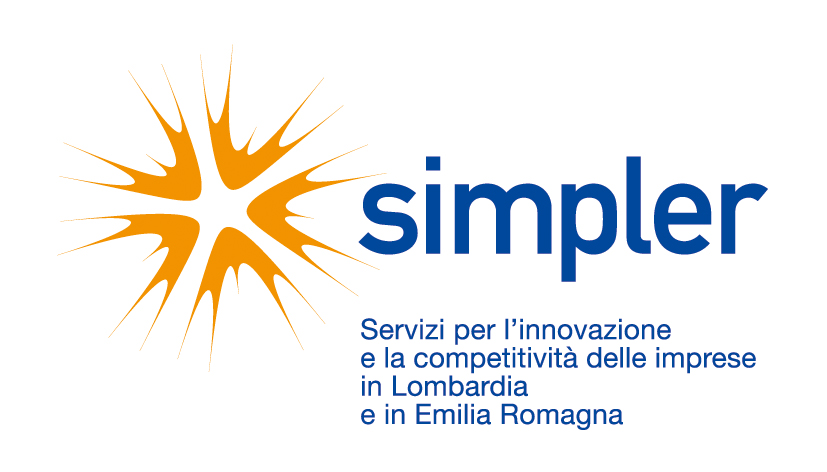 simpler
Servizi per l’innovazione
e la competitività delle imprese
in Lombardia
e in Emilia Romagna